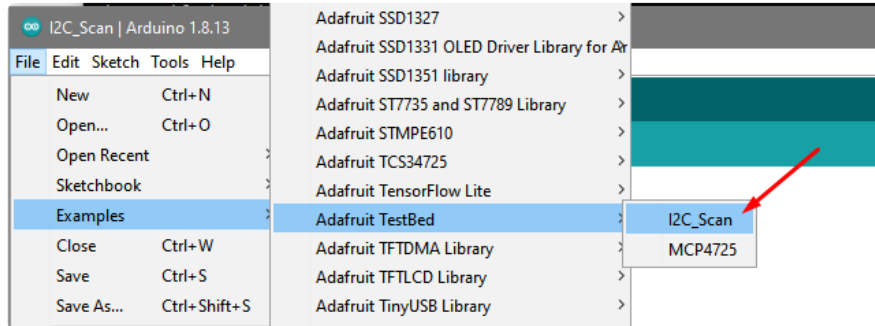 I2C_Scan | Arduino 1.8.13
File Edit Sketch Tools Help
New Ctrl+N
Open... Ctrl+O
Open Recent
Sketchbook
Examples
Close Ctrl+W
Save Ctrl+S
Save As... Ctrl+Shift+S
Adafruit SSD1327
Adafruit SSD1331 OLED Driver Library for Ar
Adafruit SSD1351 library
Adafruit ST7735 and ST7789 Library
Adafruit STMPE610
Adafruit TCS34725
Adafruit TensorFlow Lite
Adafruit TestBed
Adafruit TFTDMA Library
Adafruit TFTLCD Library
Adafruit TinyUSB Library
I2C_Scan
MCP4725